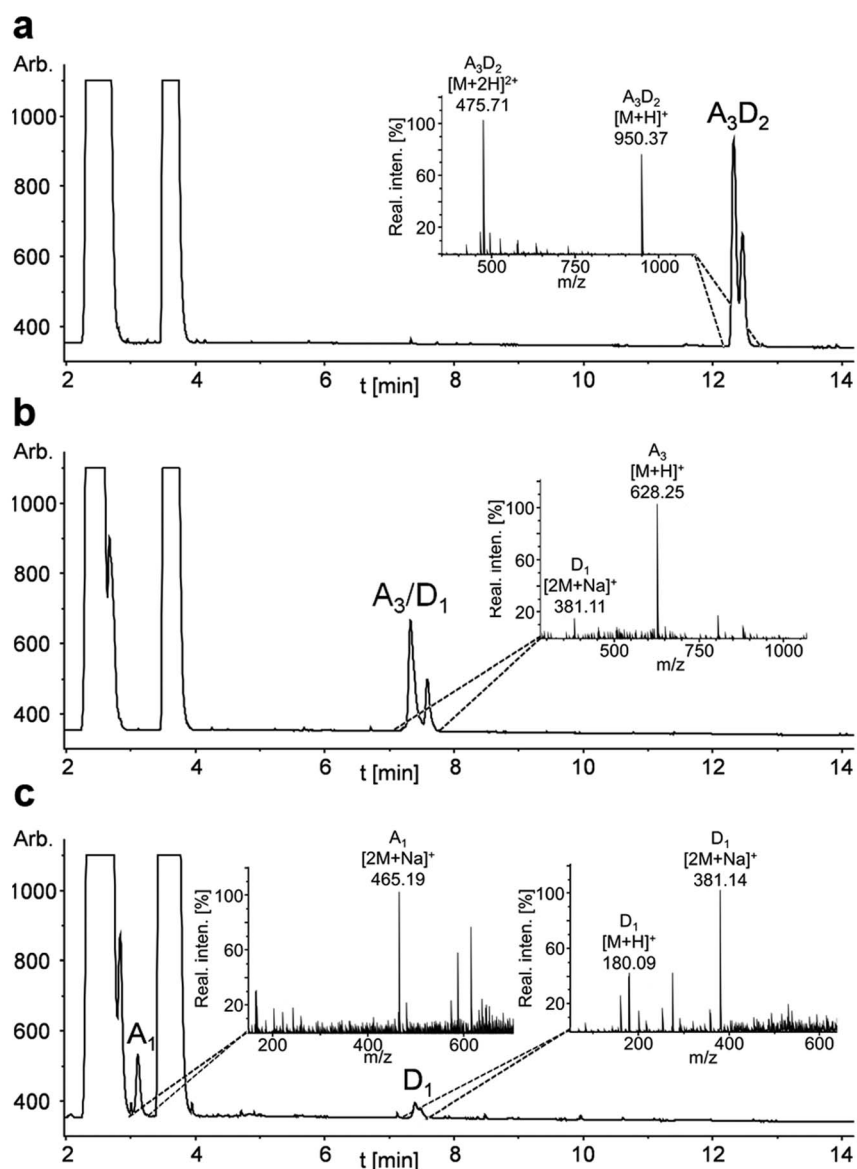 a
Arb.
1000
800
600
400
2 4 6 8 10 12 14
t [min]
A₃D₂
[M+2H]²⁺
475.71
A₃D₂
[M+H]⁺
950.37
A₃D₂
Real. inten. [%]
100
60
20
500 750 1000
m/z
b
Arb.
1000
800
600
400
2 4 6 8 10 12 14
t [min]
A₃/D₁
A₃
[M+H]⁺
628.25
D₁
[2M+Na]⁺
381.11
Real. inten. [%]
100
60
20
500 750 1000
m/z
c
Arb.
1000
800
600
400
2 4 6 8 10 12 14
t [min]
A₁
D₁
A₁
[2M+Na]⁺
465.19
Real. inten. [%]
100
60
20
200 400 600
m/z
D₁
[2M+Na]⁺
381.14
D₁
[M+H]⁺
180.09
Real. inten. [%]
100
60
20
200 400 600
m/z